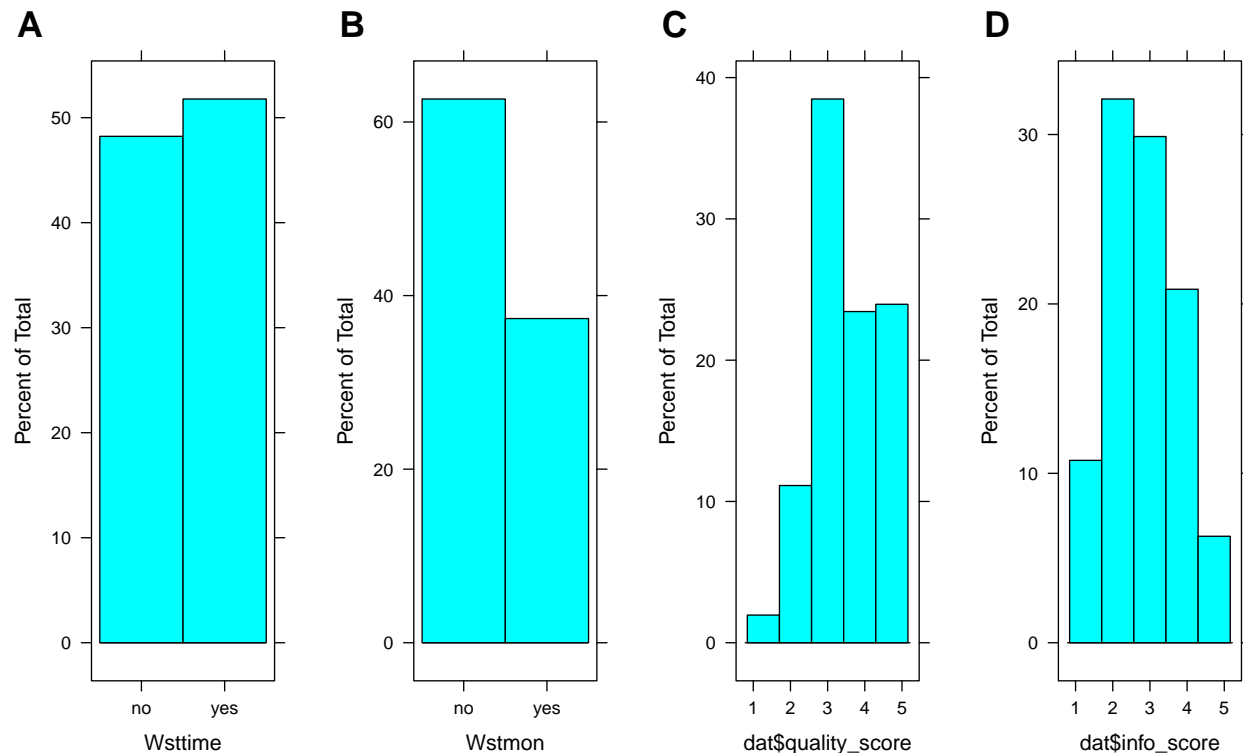 A
B
C
D
Percent of Total
50
40
30
20
10
0
no yes
Wsttime
Percent of Total
60
40
20
0
no yes
Wstmon
Percent of Total
40
30
20
10
0
1 2 3 4 5
dat$quality_score
Percent of Total
30
20
10
0
1 2 3 4 5
dat$info_score